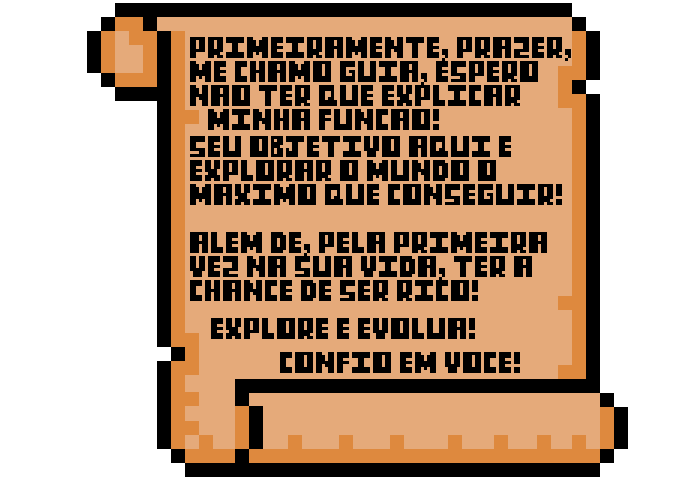 PRIMEIRAMENTE, PRAZER,
ME CHAMO GUIA, ESPERO
NAO TER QUE EXPLICAR
MINHA FUNCAO!
SEU OBJETIVO AQUI E
EXPLORAR O MUNDO O
MAXIMO QUE CONSEGUIR!
ALEM DE, PELA PRIMEIRA
VEZ NA SUA VIDA, TER A
CHANCE DE SER RICO!
EXPLORE E EVOLUA!
CONFIO EM VOCE!